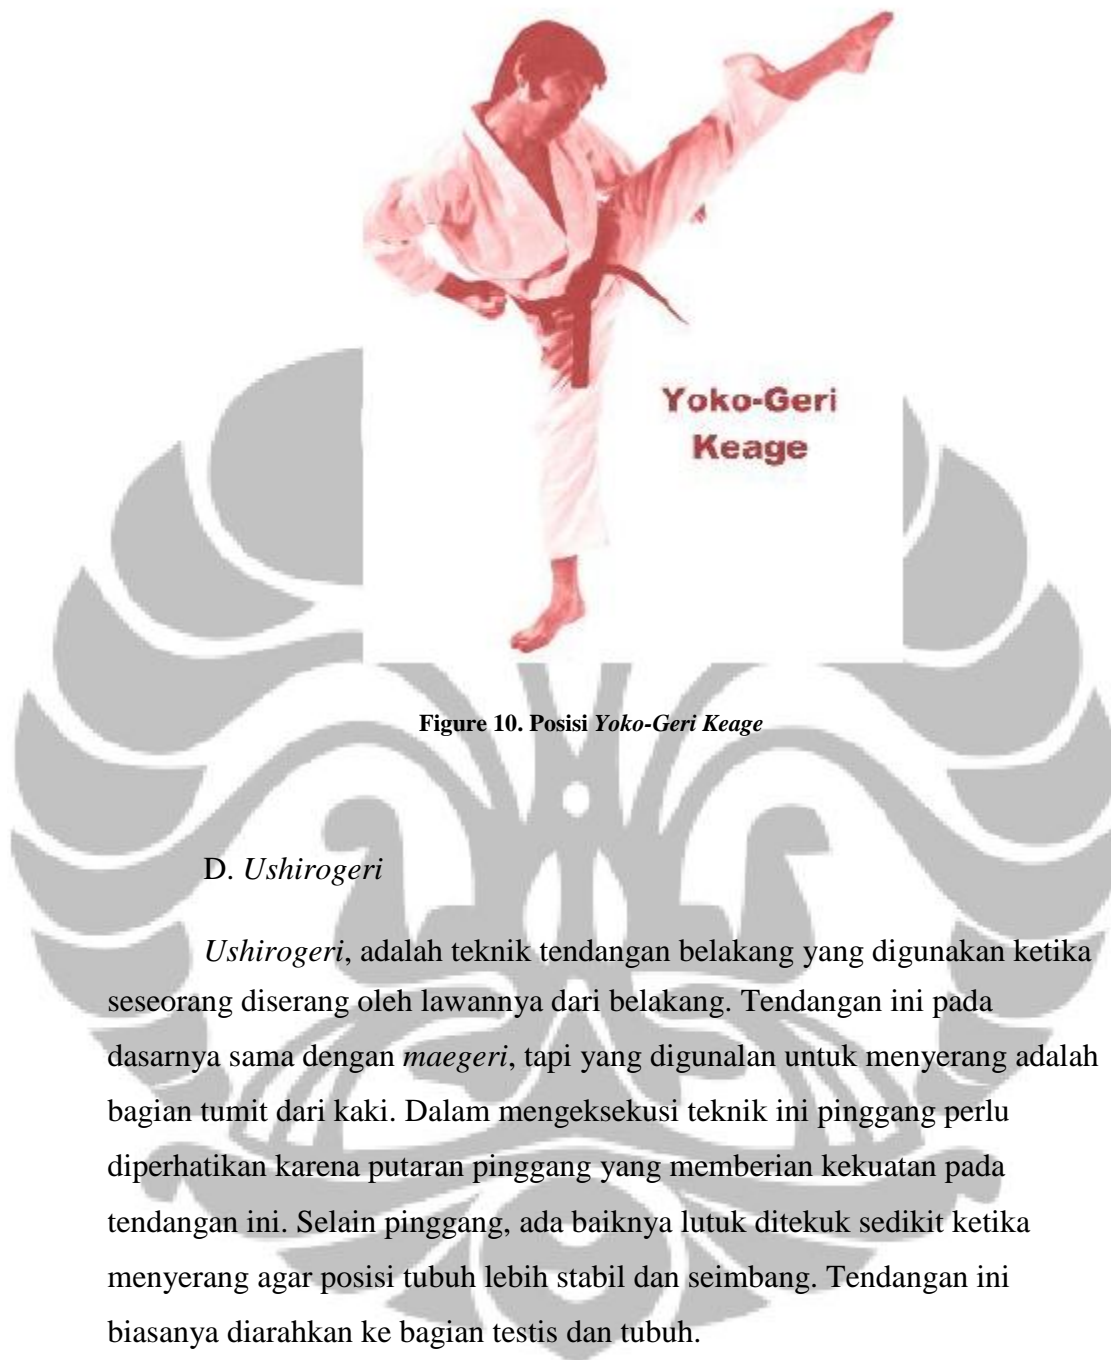 Yoko-Geri
Keage
Figure 10. Posisi Yoko-Geri Keage
D. Ushirogeri
Ushirogeri, adalah teknik tendangan belakang yang digunakan ketika
seseorang diserang oleh lawannya dari belakang. Tendangan ini pada
dasarnya sama dengan maegeri, tapi yang digunalan untuk menyerang adalah
bagian tumit dari kaki. Dalam mengeksekusi teknik ini pinggang perlu
diperhatikan karena putaran pinggang yang memberian kekuatan pada
tendangan ini. Selain pinggang, ada baiknya lutuk ditekuk sedikit ketika
menyerang agar posisi tubuh lebih stabil dan seimbang. Tendangan ini
biasanya diarahkan ke bagian testis dan tubuh.